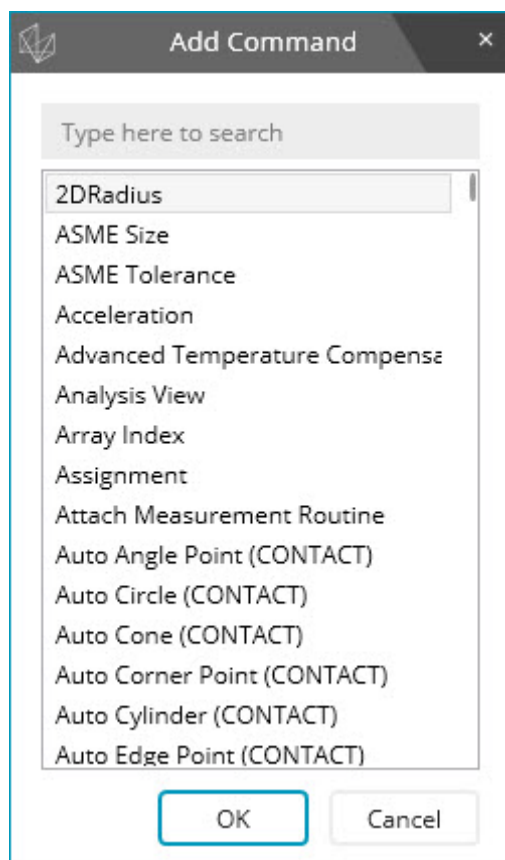 Add Command
Type here to search
2DRadius
ASME Size
ASME Tolerance
Acceleration
Advanced Temperature Compensa
Analysis View
Array Index
Assignment
Attach Measurement Routine
Auto Angle Point (CONTACT)
Auto Circle (CONTACT)
Auto Cone (CONTACT)
Auto Corner Point (CONTACT)
Auto Cylinder (CONTACT)
Auto Edge Point (CONTACT)
OK Cancel